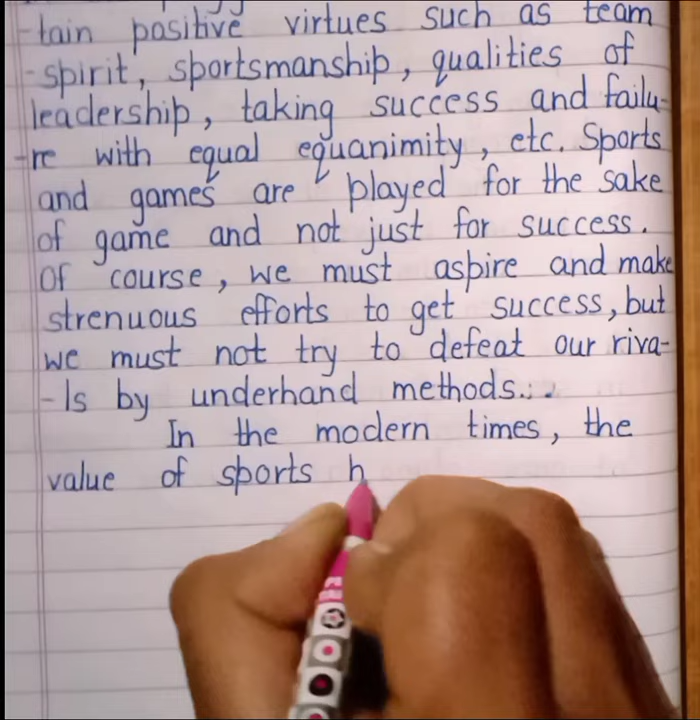 -tain positive virtues such as team
-spirit, sportsmanship, qualities of
leadership, taking success and failu-
-re with equal equanimity, etc. Sports
and games are played for the sake
of game and not just for success.
Of course, we must aspire and make
strenuous efforts to get success, but
we must not try to defeat our riva-
-ls by underhand methods...
In the modern times, the
value of sports h